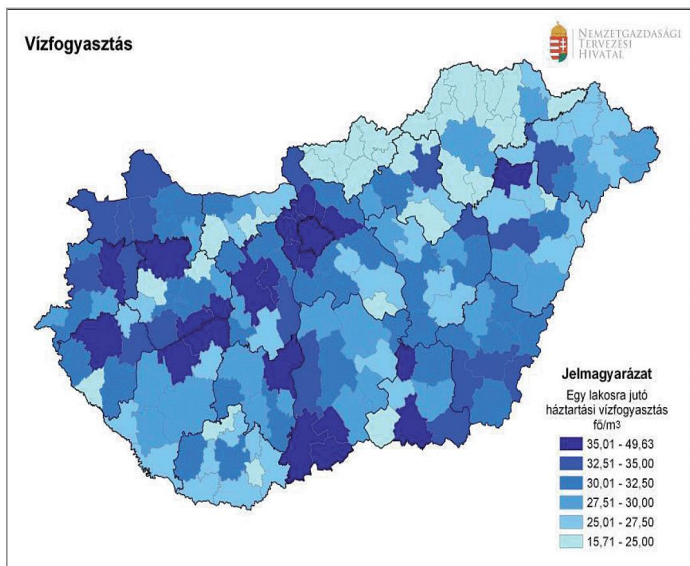 Vízfogyasztás
NEMZETGAZDASÁGI
TERVEZÉSI
HIVATAL
Jelmagyarázat
Egy lakosra jutó
háztartási vízfogyasztás
fő/m³
35,01 - 49,63
32,51 - 35,00
30,01 - 32,50
27,51 - 30,00
25,01 - 27,50
15,71 - 25,00